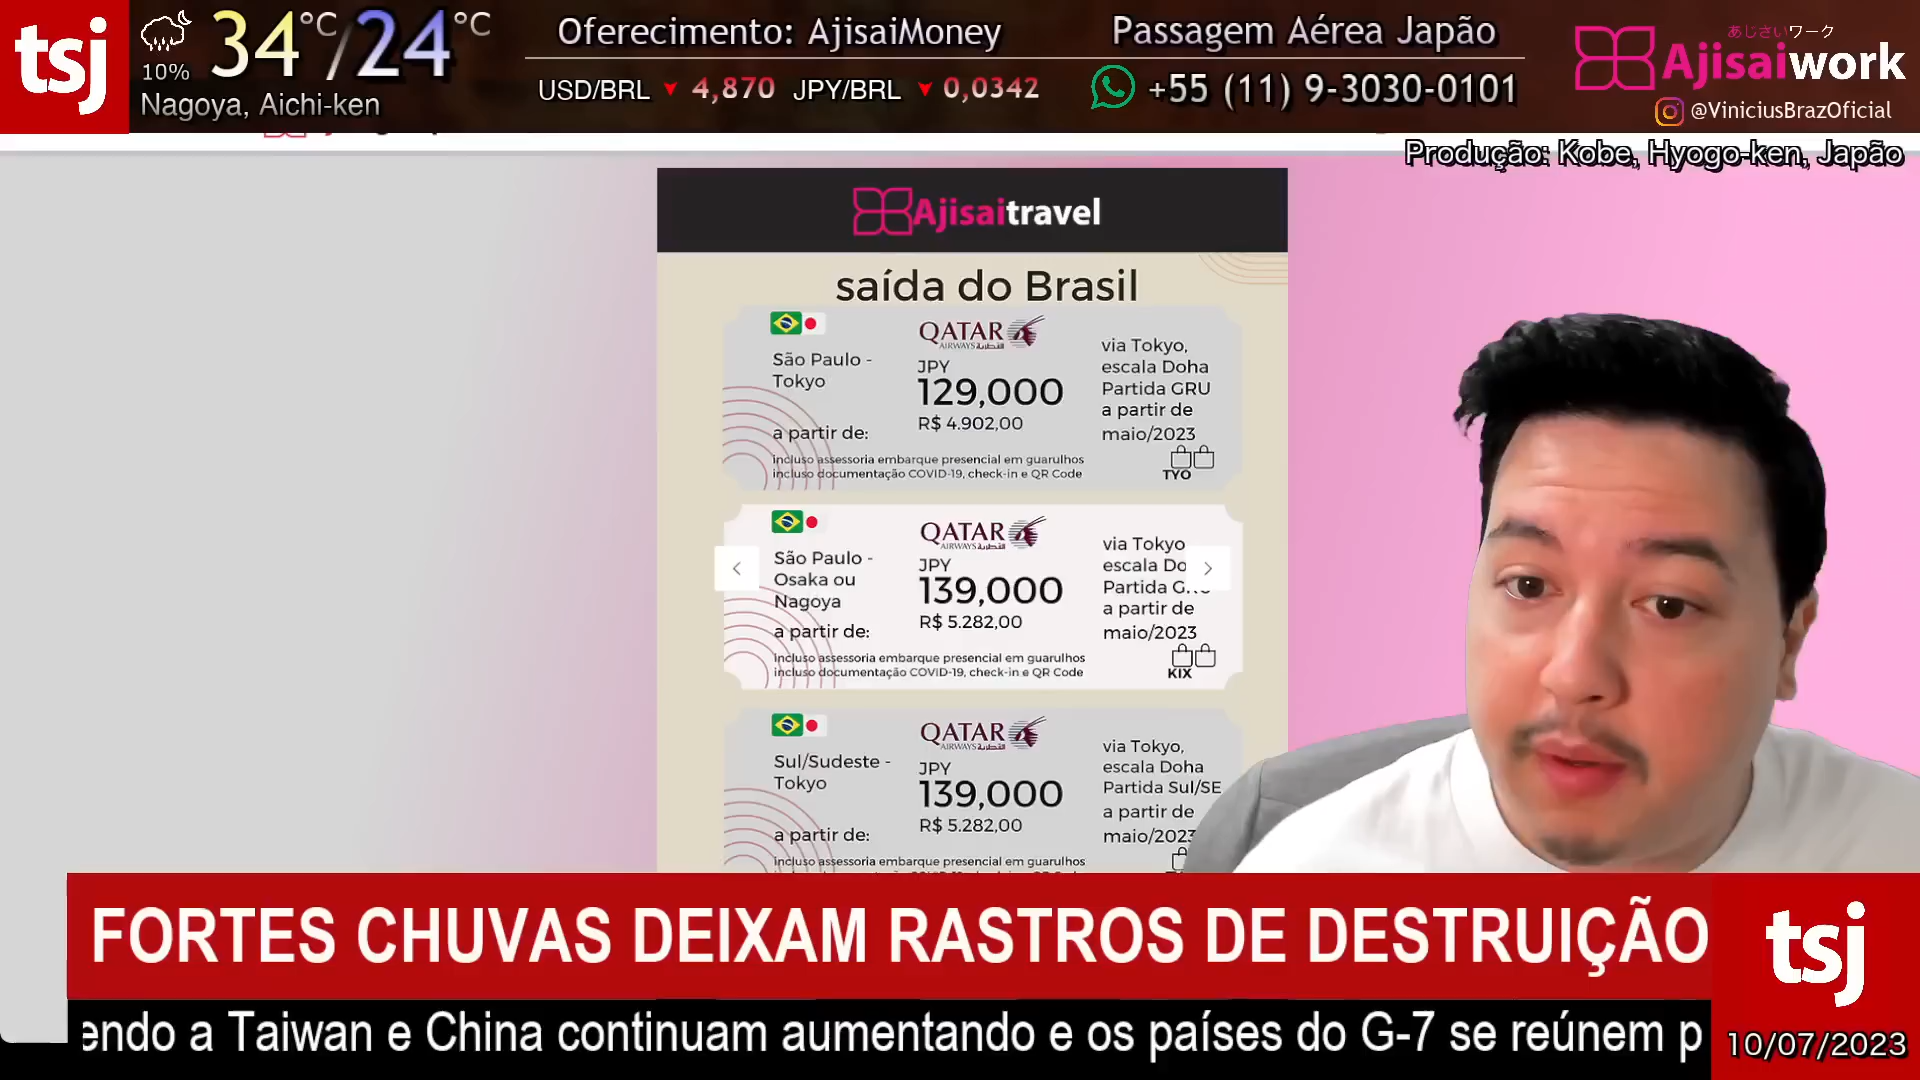 tsj
34°C/24°C
10%
Nagoya, Aichi-ken
Oferecimento: AjisaiMoney
USD/BRL ▼ 4,870 JPY/BRL ▼ 0,0342
Passagem Aérea Japão
+55 (11) 9-3030-0101
あじさいワーク
Ajisaiwork
@ViniciusBrazOficial
Produção: Kobe, Hyogo-ken, Japão
Ajisaitravel
saída do Brasil
São Paulo -
Tokyo
a partir de:
QATAR
AIRWAYS القطرية
JPY
129,000
R$ 4.902,00
via Tokyo,
escala Doha
Partida GRU
a partir de
maio/2023
incluso assessoria embarque presencial em guarulhos
incluso documentação COVID-19, check-in e QR Code
TYO
São Paulo -
Osaka ou
Nagoya
a partir de:
QATAR
AIRWAYS القطرية
JPY
139,000
R$ 5.282,00
via Tokyo
escala Do
Partida
a partir de
maio/2023
incluso assessoria embarque presencial em guarulhos
incluso documentação COVID-19, check-in e QR Code
KIX
Sul/Sudeste -
Tokyo
a partir de:
QATAR
AIRWAYS القطرية
JPY
139,000
R$ 5.282,00
via Tokyo,
escala Doha
Partida Sul/SE
a partir de
maio/2023
incluso assessoria embarque presencial em guarulhos
FORTES CHUVAS DEIXAM RASTROS DE DESTRUIÇÃO
endo a Taiwan e China continuam aumentando e os países do G-7 se reúnem p
tsj
10/07/2023